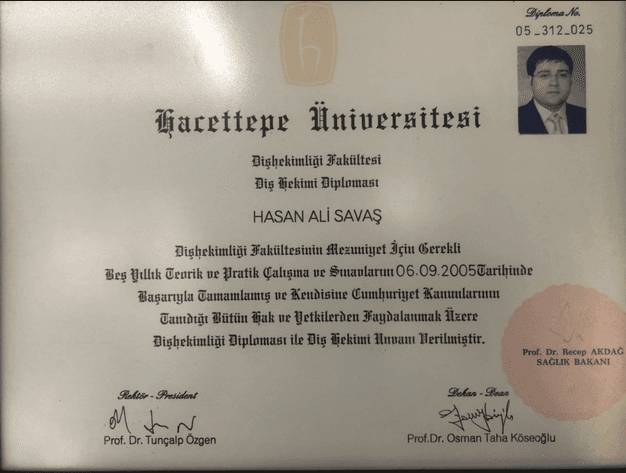 Diploma No.
05_312_025
Hacettepe Üniversitesi
Dişhekimliği Fakültesi
Diş Hekimi Diploması
HASAN ALİ SAVAŞ
Dişhekimliği Fakültesinin Mezuniyet İçin Gerekli
Beş Yıllık Teorik ve Pratik Çalışma ve Sınavlarını 06.09.2005 Tarihinde
Başarıyla Tamamlamış ve Kendisine Cumhuriyet Kanunlarının
Tanıdığı Bütün Hak ve Yetkilerden Faydalanmak Üzere
Dişhekimliği Diploması ile Diş Hekimi Unvanı Verilmiştir.
Prof. Dr. Recep AKDAĞ
SAĞLIK BAKANI
Rektör - President
Prof. Dr. Tunçalp Özgen
Dekan - Dean
Prof.Dr. Osman Taha Köseoğlu